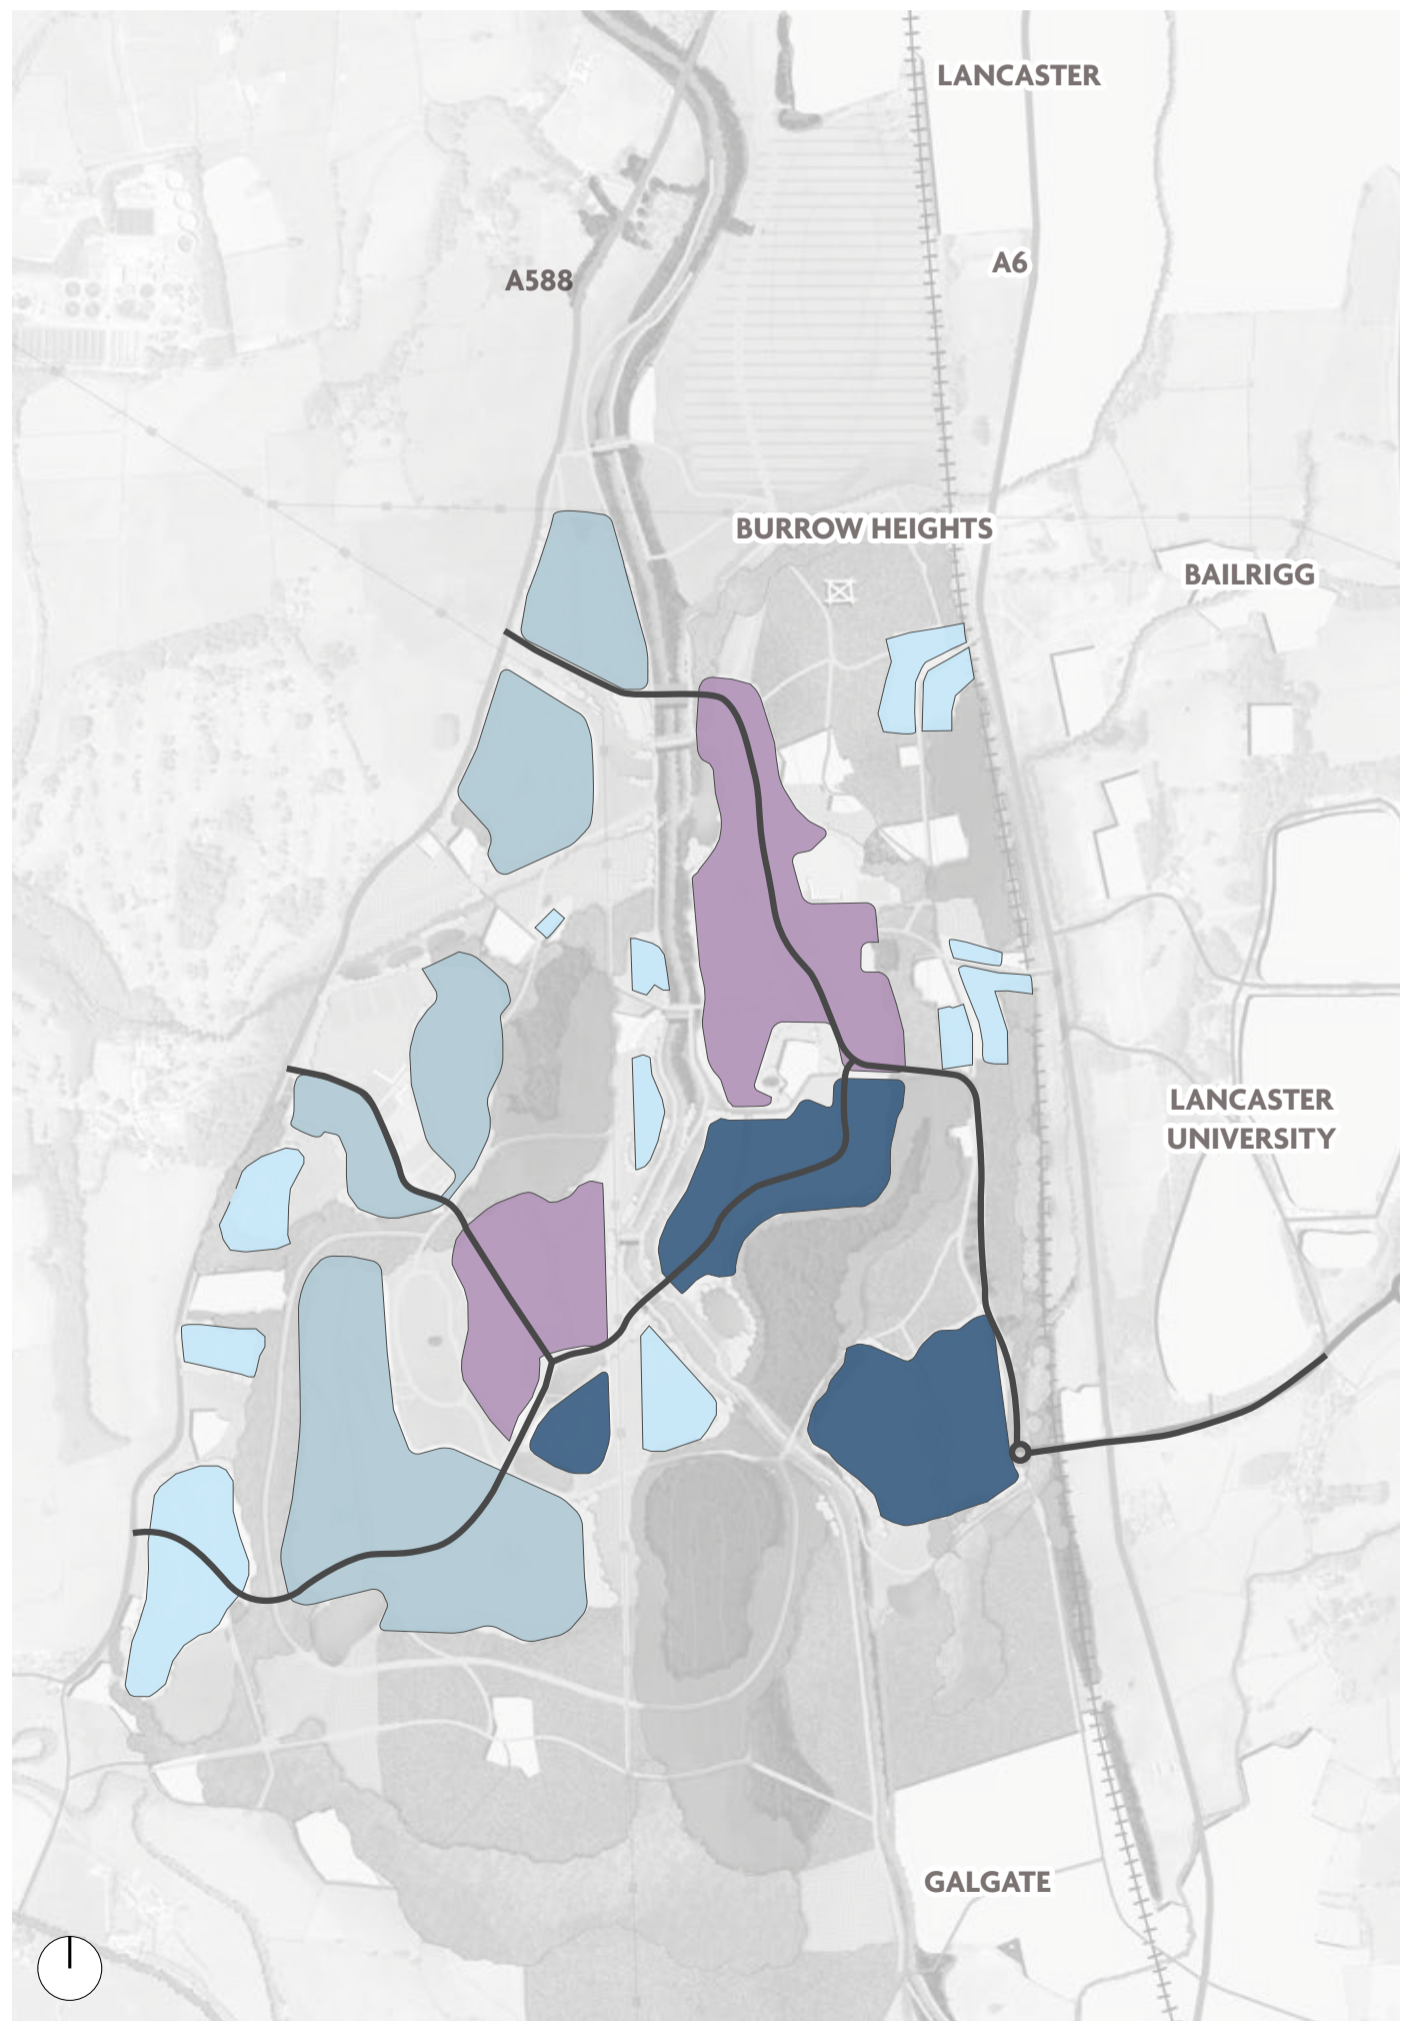 LANCASTER
A6
A588
BURROW HEIGHTS
BAILRIGG
LANCASTER
UNIVERSITY
GALGATE